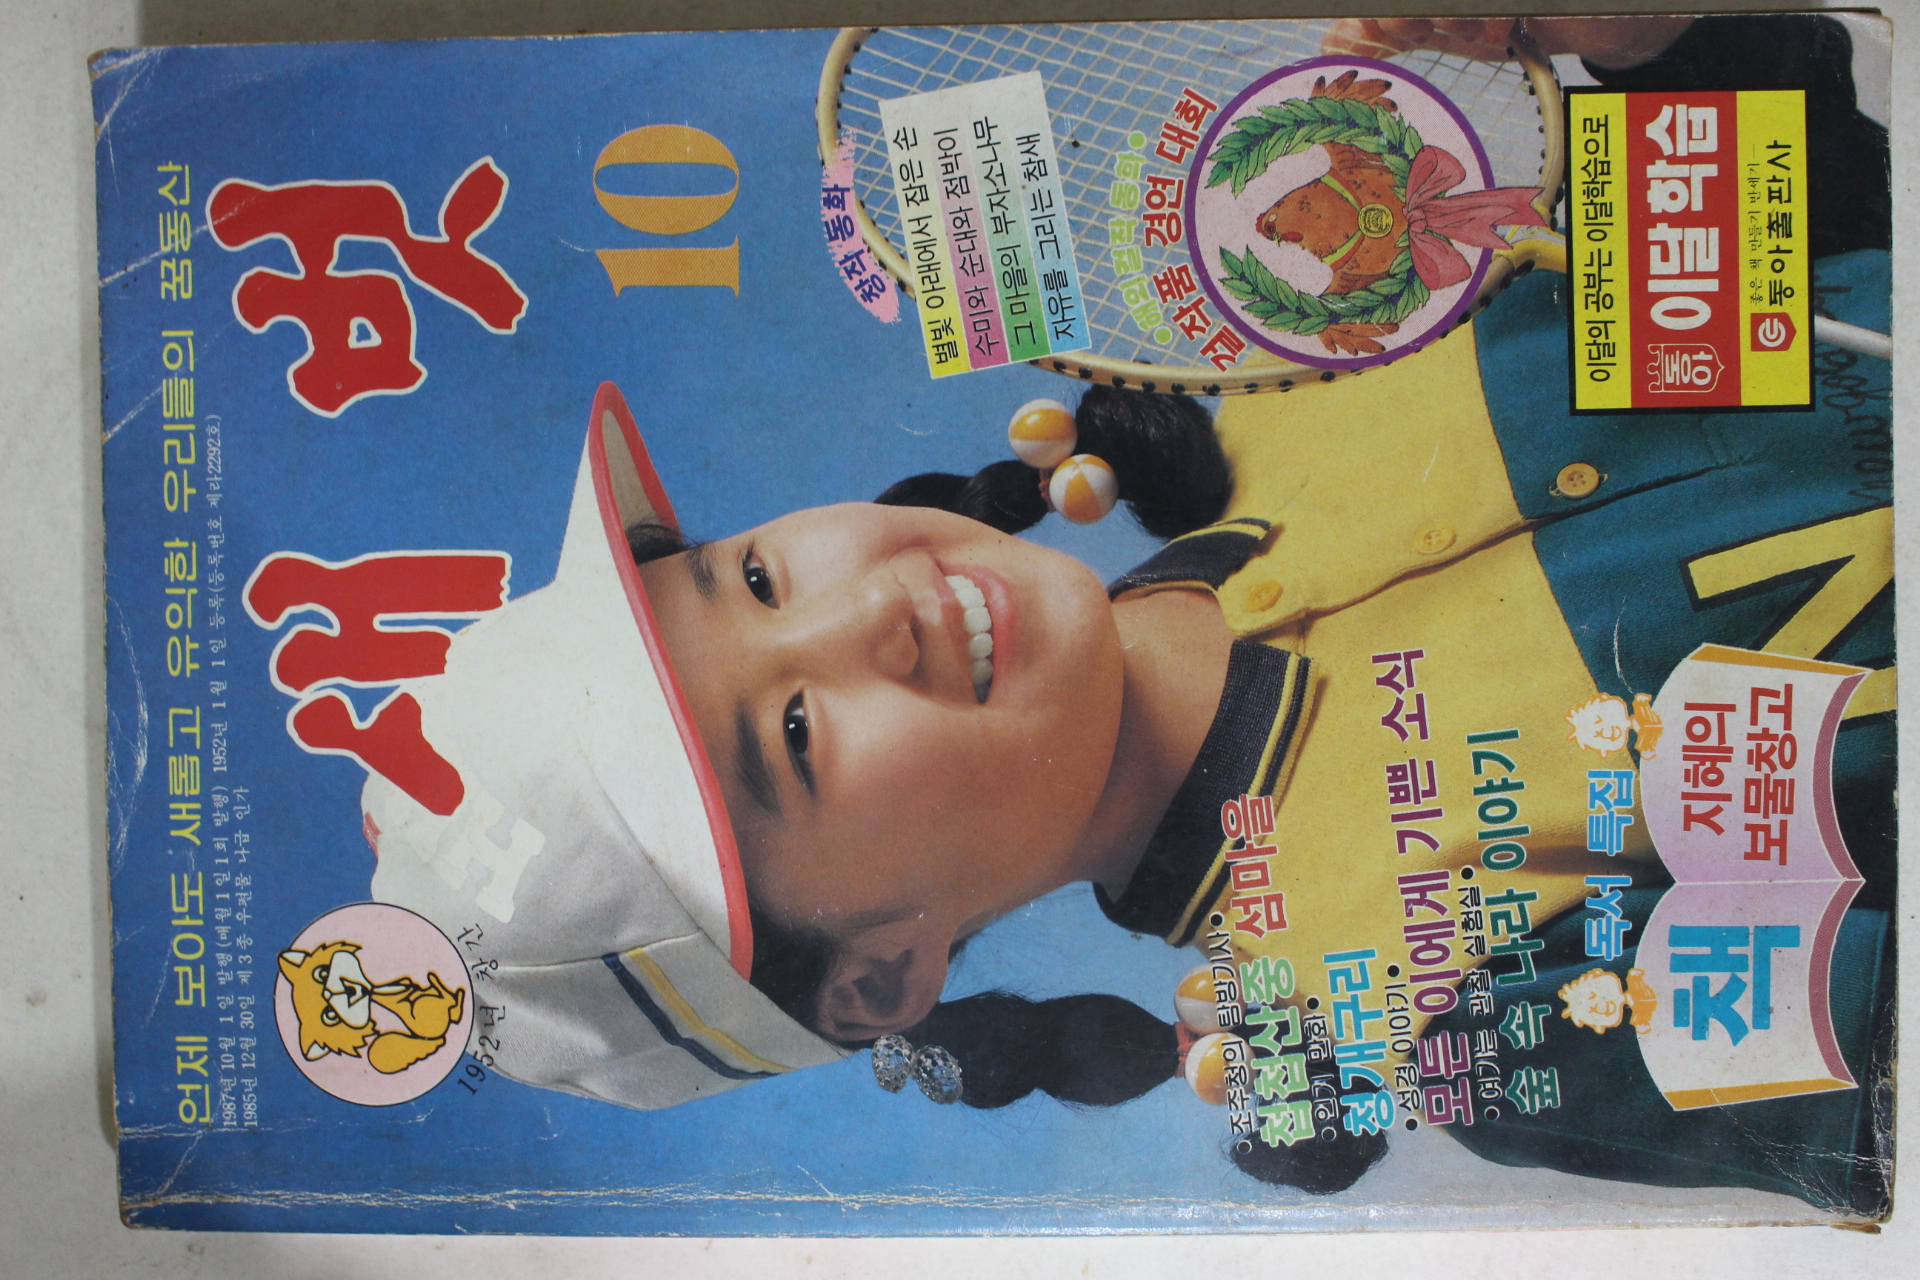 언제 보아도 새롭고 유익한 우리들의 꿈동산
1987년 10월 1일 발행(매월 1일 1회 발행) 1952년 1월 1일 등록(등록번호 제라2292호)
1985년 12월 30일 제3종 우편물 나급 인가
새벗
1952년 창간
10
창작 동화
별빛 아래에서 잡은 손
수미와 순대와 점박이
그 마을의 부자소나무
자유를 그리는 참새
•해외 걸작 동화•
걸작품 경연 대회
이달의 공부는 이달학습으로
동아 이달학습
좋은 책 만들기 반세기
동아출판사
•조주청의 탐방기사•
첩첩산중 섬마을
•인기 만화•
청개구리
•성경 이야기•
모든 이에게 기쁜 소식
•여기는 관찰 실험실•
숲 속 나라 이야기
독서 특집
책
지혜의
보물창고
N